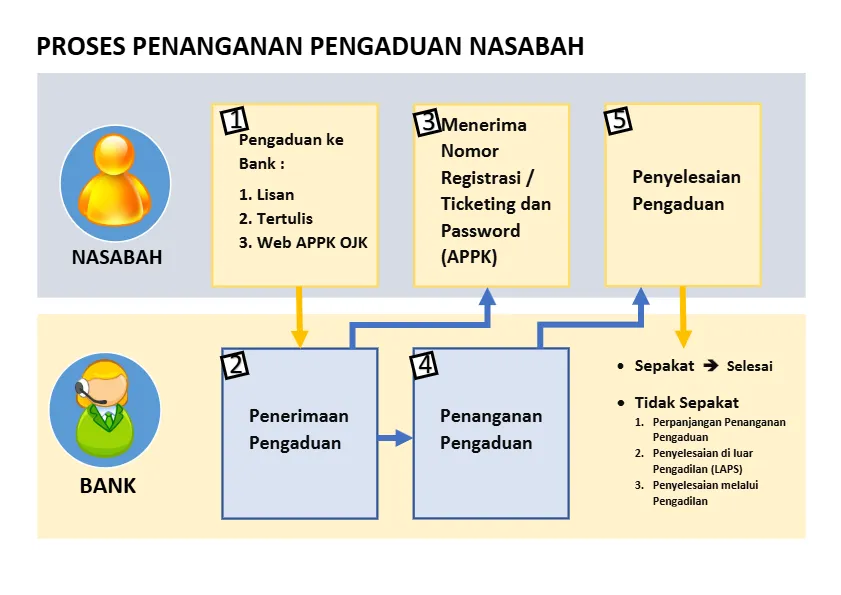 PROSES PENANGANAN PENGADUAN NASABAH
NASABAH
1
Pengaduan ke
Bank :
1. Lisan
2. Tertulis
3. Web APPK OJK
3
Menerima
Nomor
Registrasi /
Ticketing dan
Password
(APPK)
5
Penyelesaian
Pengaduan
BANK
2
Penerimaan
Pengaduan
4
Penanganan
Pengaduan
• Sepakat ➔ Selesai
• Tidak Sepakat
1. Perpanjangan Penanganan
Pengaduan
2. Penyelesaian di luar
Pengadilan (LAPS)
3. Penyelesaian melalui
Pengadilan